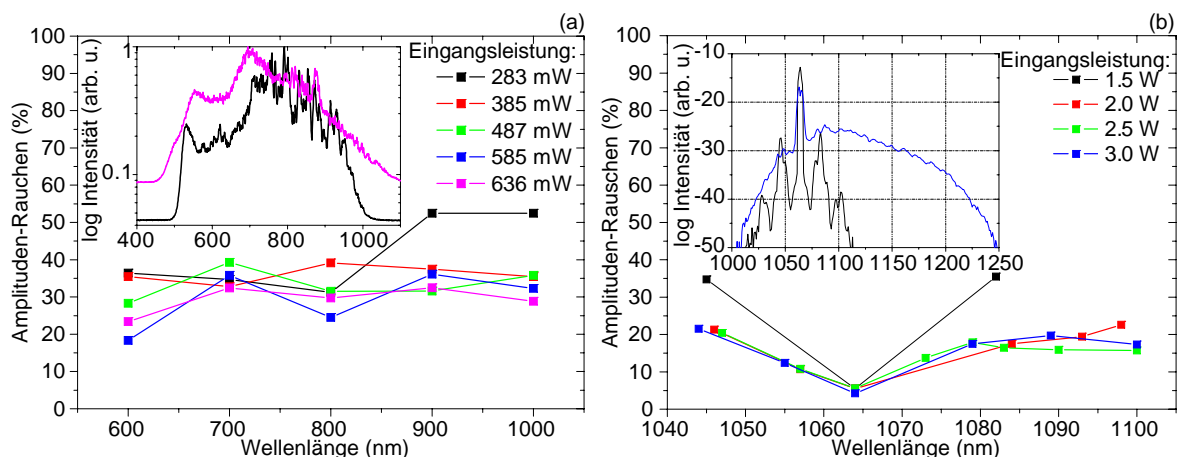 (a)
Amplituden-Rauschen (%)
100
90
80
70
60
50
40
30
20
10
0
600
700
800
900
1000
Wellenlänge (nm)
Eingangsleistung:
283 mW
385 mW
487 mW
585 mW
636 mW
log Intensität (arb. u.)
1
0.1
400
600
800
1000
(b)
Amplituden-Rauschen (%)
100
90
80
70
60
50
40
30
20
10
0
1040
1050
1060
1070
1080
1090
1100
Wellenlänge (nm)
Eingangsleistung:
1.5 W
2.0 W
2.5 W
3.0 W
log Intensität (arb. u.)
-10
-20
-30
-40
-50
1000
1050
1100
1150
1200
1250